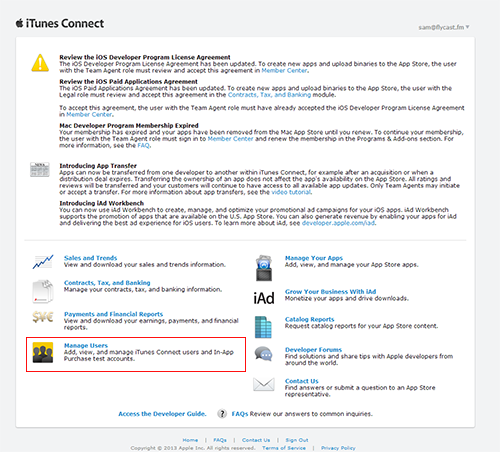 iTunes Connect
sam@flycast.fm
Review the iOS Developer Program License Agreement
The iOS Developer Program License Agreement has been updated. To create new apps and upload binaries to the App Store, the user with
the Team Agent role must review and accept this agreement in Member Center.
Review the iOS Paid Applications Agreement
The iOS Paid Applications Agreement has been updated. To create new apps and upload binaries to the App Store, the user with the
Legal role must review and accept this agreement in the Contracts, Tax, and Banking module.
To accept this agreement, the user with the Team Agent role must have already accepted the iOS Developer Program License Agreement
in Member Center.
Mac Developer Program Membership Expired
Your membership has expired and your apps have been removed from the Mac App Store until you renew. To continue your membership,
the user with the Team Agent role must sign in to Member Center and renew the membership in the Programs & Add-ons section. For more
information, see the FAQ.
NEWS
Introducing App Transfer
Apps can now be transferred from one developer to another within iTunes Connect, for example after an acquisition or when a
distribution deal expires. Transferring the ownership of an app does not affect the app's availability on the App Store. All ratings and
reviews will be transferred and your customers will continue to have access to all available app updates. Only Team Agents may initiate
or accept a transfer. For more information about app transfers, see the video tutorial.
Introducing iAd Workbench
You can now use iAd Workbench to create, manage, and optimize your promotional ad campaigns for your iOS apps. iAd Workbench
supports the promotion of apps that are available on the U.S. App Store. You can also generate revenue by enabling your apps for iAd
and delivering the best ad experience for iOS users. To learn more about iAd, see developer.apple.com/iad.
Sales and Trends
View and download your sales and trends information.
Contracts, Tax, and Banking
Manage your contracts, tax, and banking information.
Payments and Financial Reports
View and download your earnings, payments, and financial
reports.
Manage Users
Add, view, and manage iTunes Connect users and In-App
Purchase test accounts.
Manage Your Apps
Add, view, and manage your App Store apps.
iAd
Grow Your Business With iAd
Monetize your apps and drive downloads.
Catalog Reports
Request catalog reports for your App Store content.
Developer Forums
Find solutions and share tips with Apple developers from
around the world.
Contact Us
Find answers or submit a question to an App Store
representative.
Access the Developer Guide. ? FAQs Review our answers to common inquiries.
Home | FAQs | Contact Us | Sign Out
Copyright © 2013 Apple Inc. All rights reserved. Terms of Service | Privacy Policy